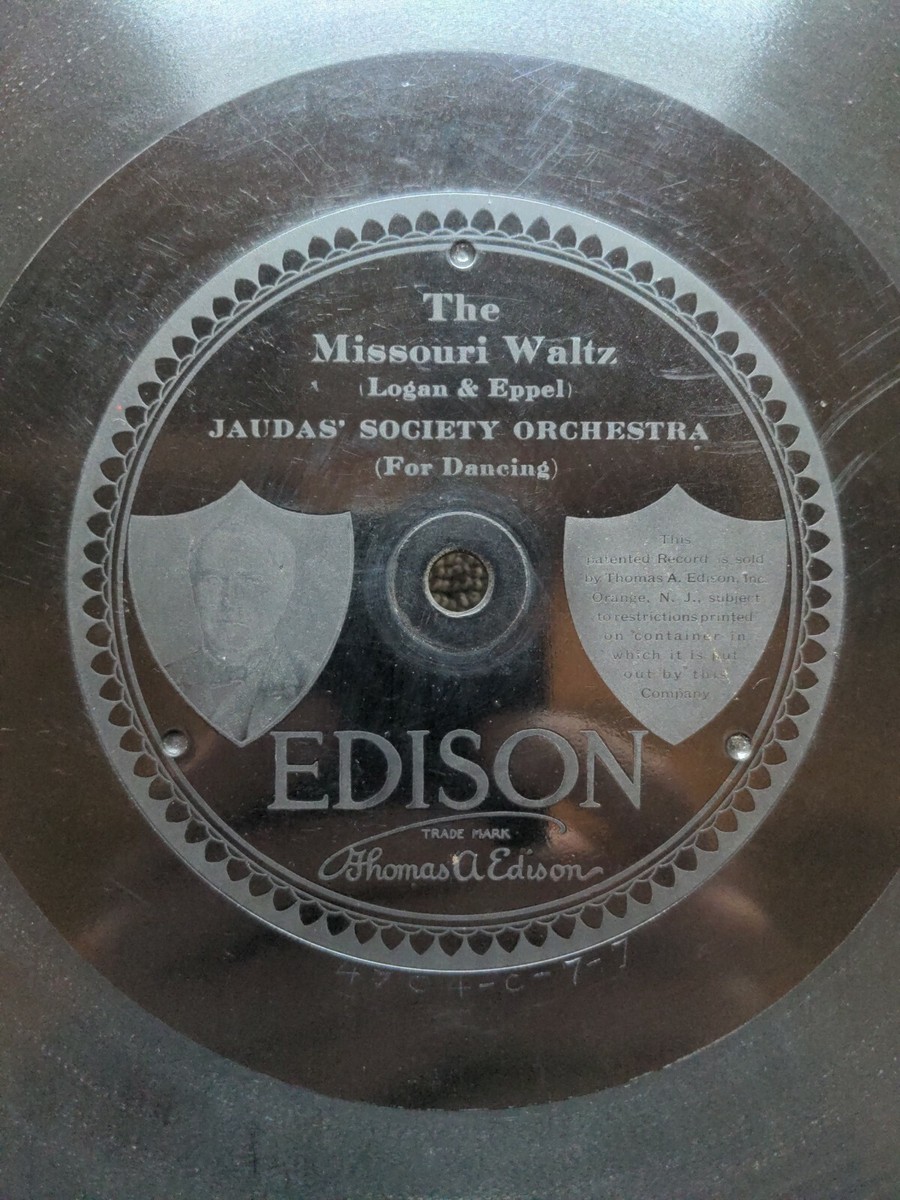 The
Missouri Waltz
(Logan & Eppel)
JAUDAS' SOCIETY ORCHESTRA
(For Dancing)
This
patented Record is sold
by Thomas A. Edison, Inc.
Orange, N. J., subject
to restrictions printed
on container in
which it is put
out by this
Company
EDISON
TRADE MARK
Thomas A Edison